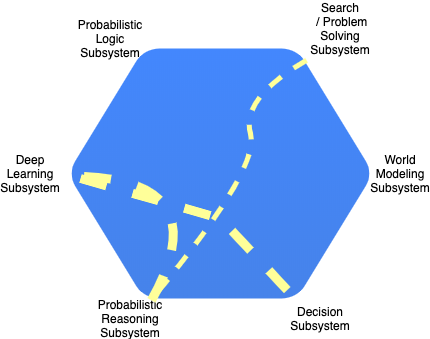 Probabilistic
Logic
Subsystem
Search
/ Problem
Solving
Subsystem
Deep
Learning
Subsystem
World
Modeling
Subsystem
Probabilistic
Reasoning
Subsystem
Decision
Subsystem